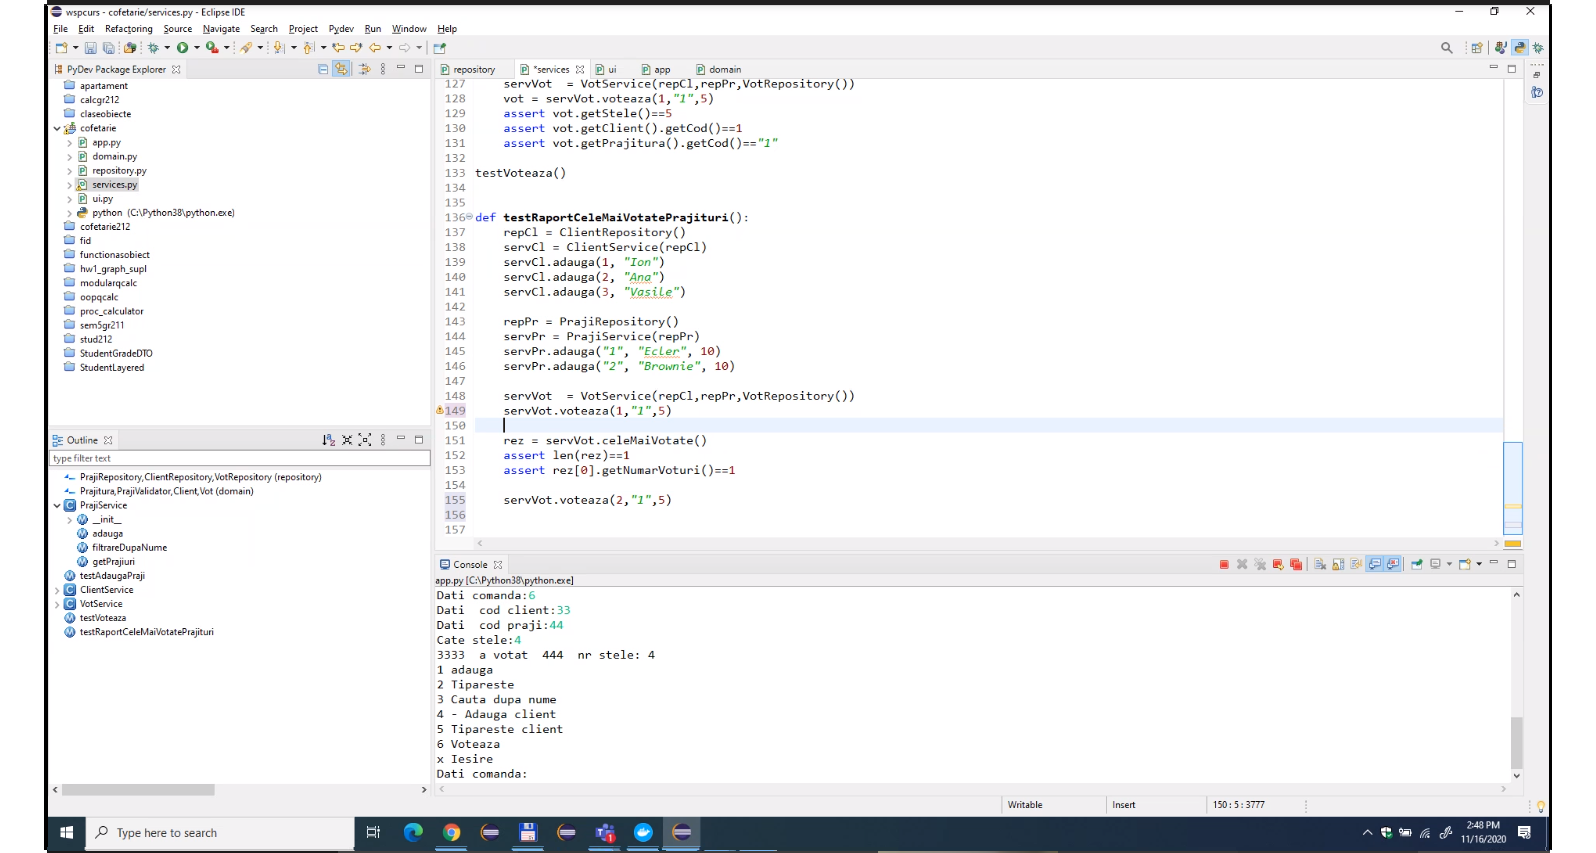 wspcurs - cofetarie/services.py - Eclipse IDE
File Edit Refactoring Source Navigate Search Project Pydev Run Window Help
PyDev Package Explorer
apartament
calcgr212
claseobiecte
cofetarie
app.py
domain.py
repository.py
services.py
ui.py
python (C:\Python38\python.exe)
cofetarie212
fid
functionasobiect
hw1_graph_supl
modularqcalc
oopqcalc
proc_calculator
sem5gr211
stud212
StudentGradeDTO
StudentLayered
Outline
type filter text
PrajiRepository,ClientRepository,VotRepository (repository)
Prajitura,PrajiValidator,Client,Vot (domain)
PrajiService
__init__
adauga
filtrareDupaNume
getPrajiuri
testAdaugaPraji
ClientService
VotService
testVoteaza
testRaportCeleMaiVotatePrajituri
repository *services ui app domain
127 servVot  = VotService(repCl,repPr,VotRepository())
128 vot = servVot.voteaza(1,"1",5)
129 assert vot.getStele()==5
130 assert vot.getClient().getCod()==1
131 assert vot.getPrajitura().getCod()=="1"
132
133 testVoteaza()
134
135
136 def testRaportCeleMaiVotatePrajituri():
137 repCl = ClientRepository()
138 servCl = ClientService(repCl)
139 servCl.adauga(1, "Ion")
140 servCl.adauga(2, "Ana")
141 servCl.adauga(3, "Vasile")
142
143 repPr = PrajiRepository()
144 servPr = PrajiService(repPr)
145 servPr.adauga("1", "Ecler", 10)
146 servPr.adauga("2", "Brownie", 10)
147
148 servVot  = VotService(repCl,repPr,VotRepository())
149 servVot.voteaza(1,"1",5)
150
151 rez = servVot.celeMaiVotate()
152 assert len(rez)==1
153 assert rez[0].getNumarVoturi()==1
154
155 servVot.voteaza(2,"1",5)
156
157
Console
app.py [C:\Python38\python.exe]
Dati comanda:6
Dati  cod client:33
Dati  cod praji:44
Cate stele:4
3333  a votat  444  nr stele: 4
1 adauga
2 Tipareste
3 Cauta dupa nume
4 - Adauga client
5 Tipareste client
6 Voteaza
x Iesire
Dati comanda:
Writable Insert 150 : 5 : 3777
Type here to search
2:48 PM
11/16/2020